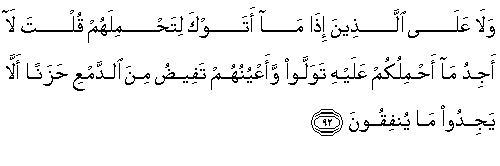 وَلَا عَلَى ٱلَّذِينَ إِذَا مَآ أَتَوْكَ لِتَحْمِلَهُمْ قُلْتَ لَآ
أَجِدُ مَآ أَحْمِلُكُمْ عَلَيْهِ تَوَلَّوا۟ وَّأَعْيُنُهُمْ تَفِيضُ مِنَ ٱلدَّمْعِ حَزَنًا أَلَّا
يَجِدُوا۟ مَا يُنفِقُونَ ٩٢